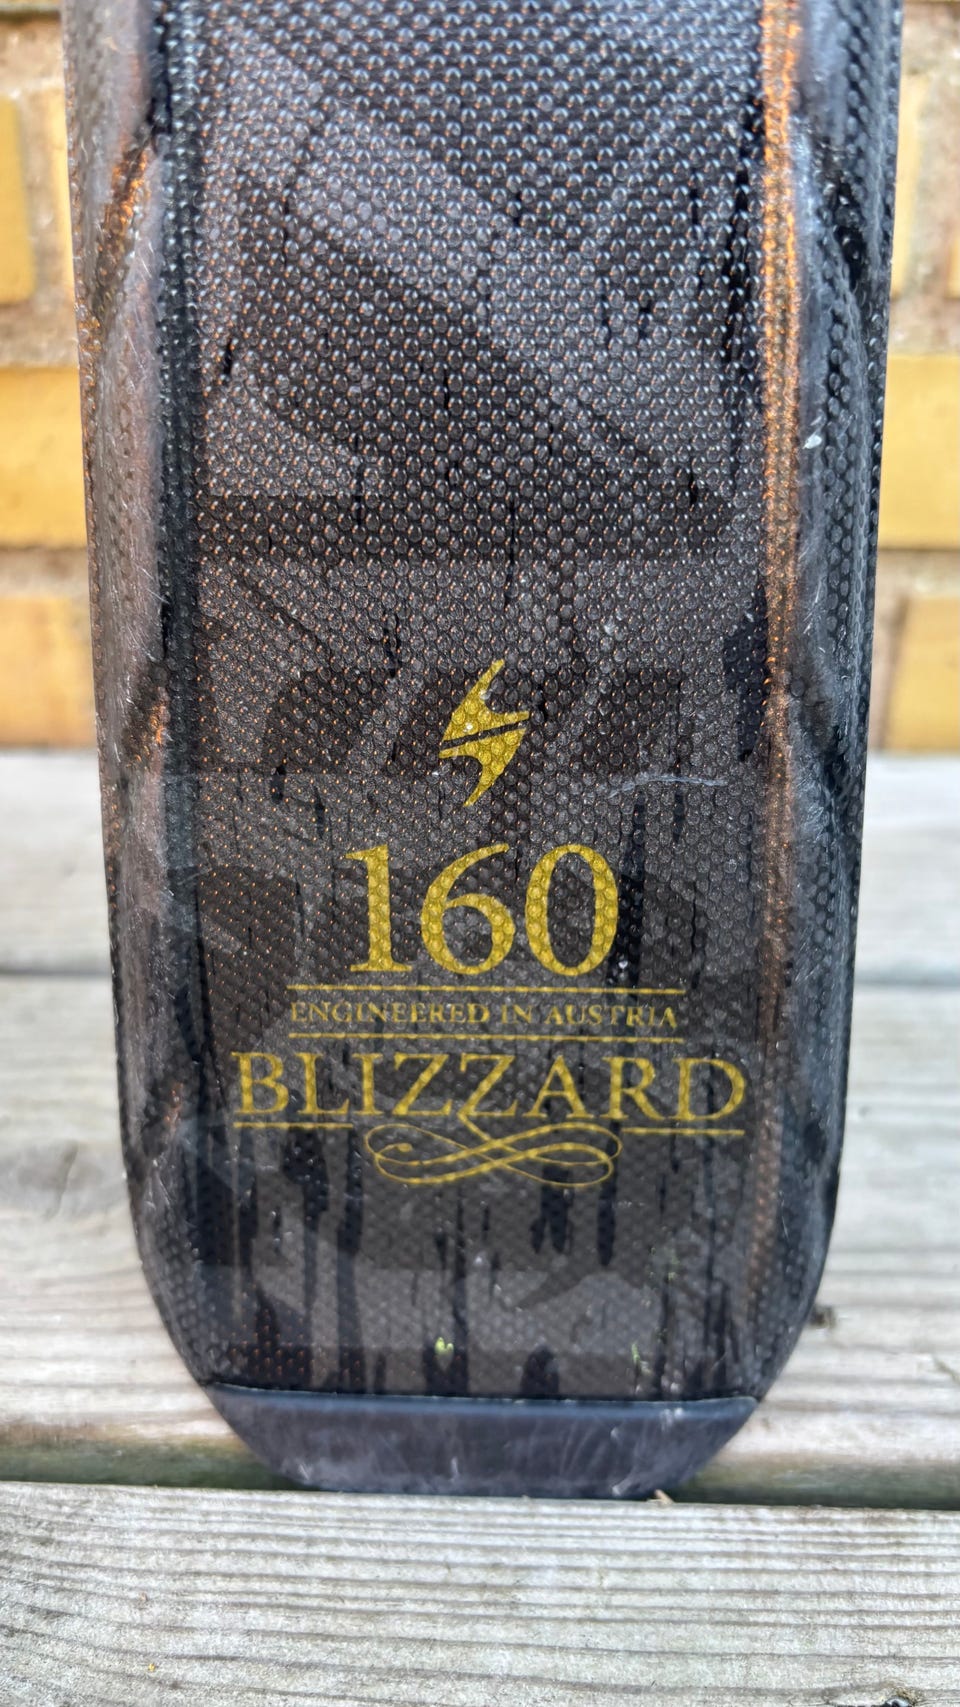 160
ENGINEERED IN AUSTRIA
BLIZZARD